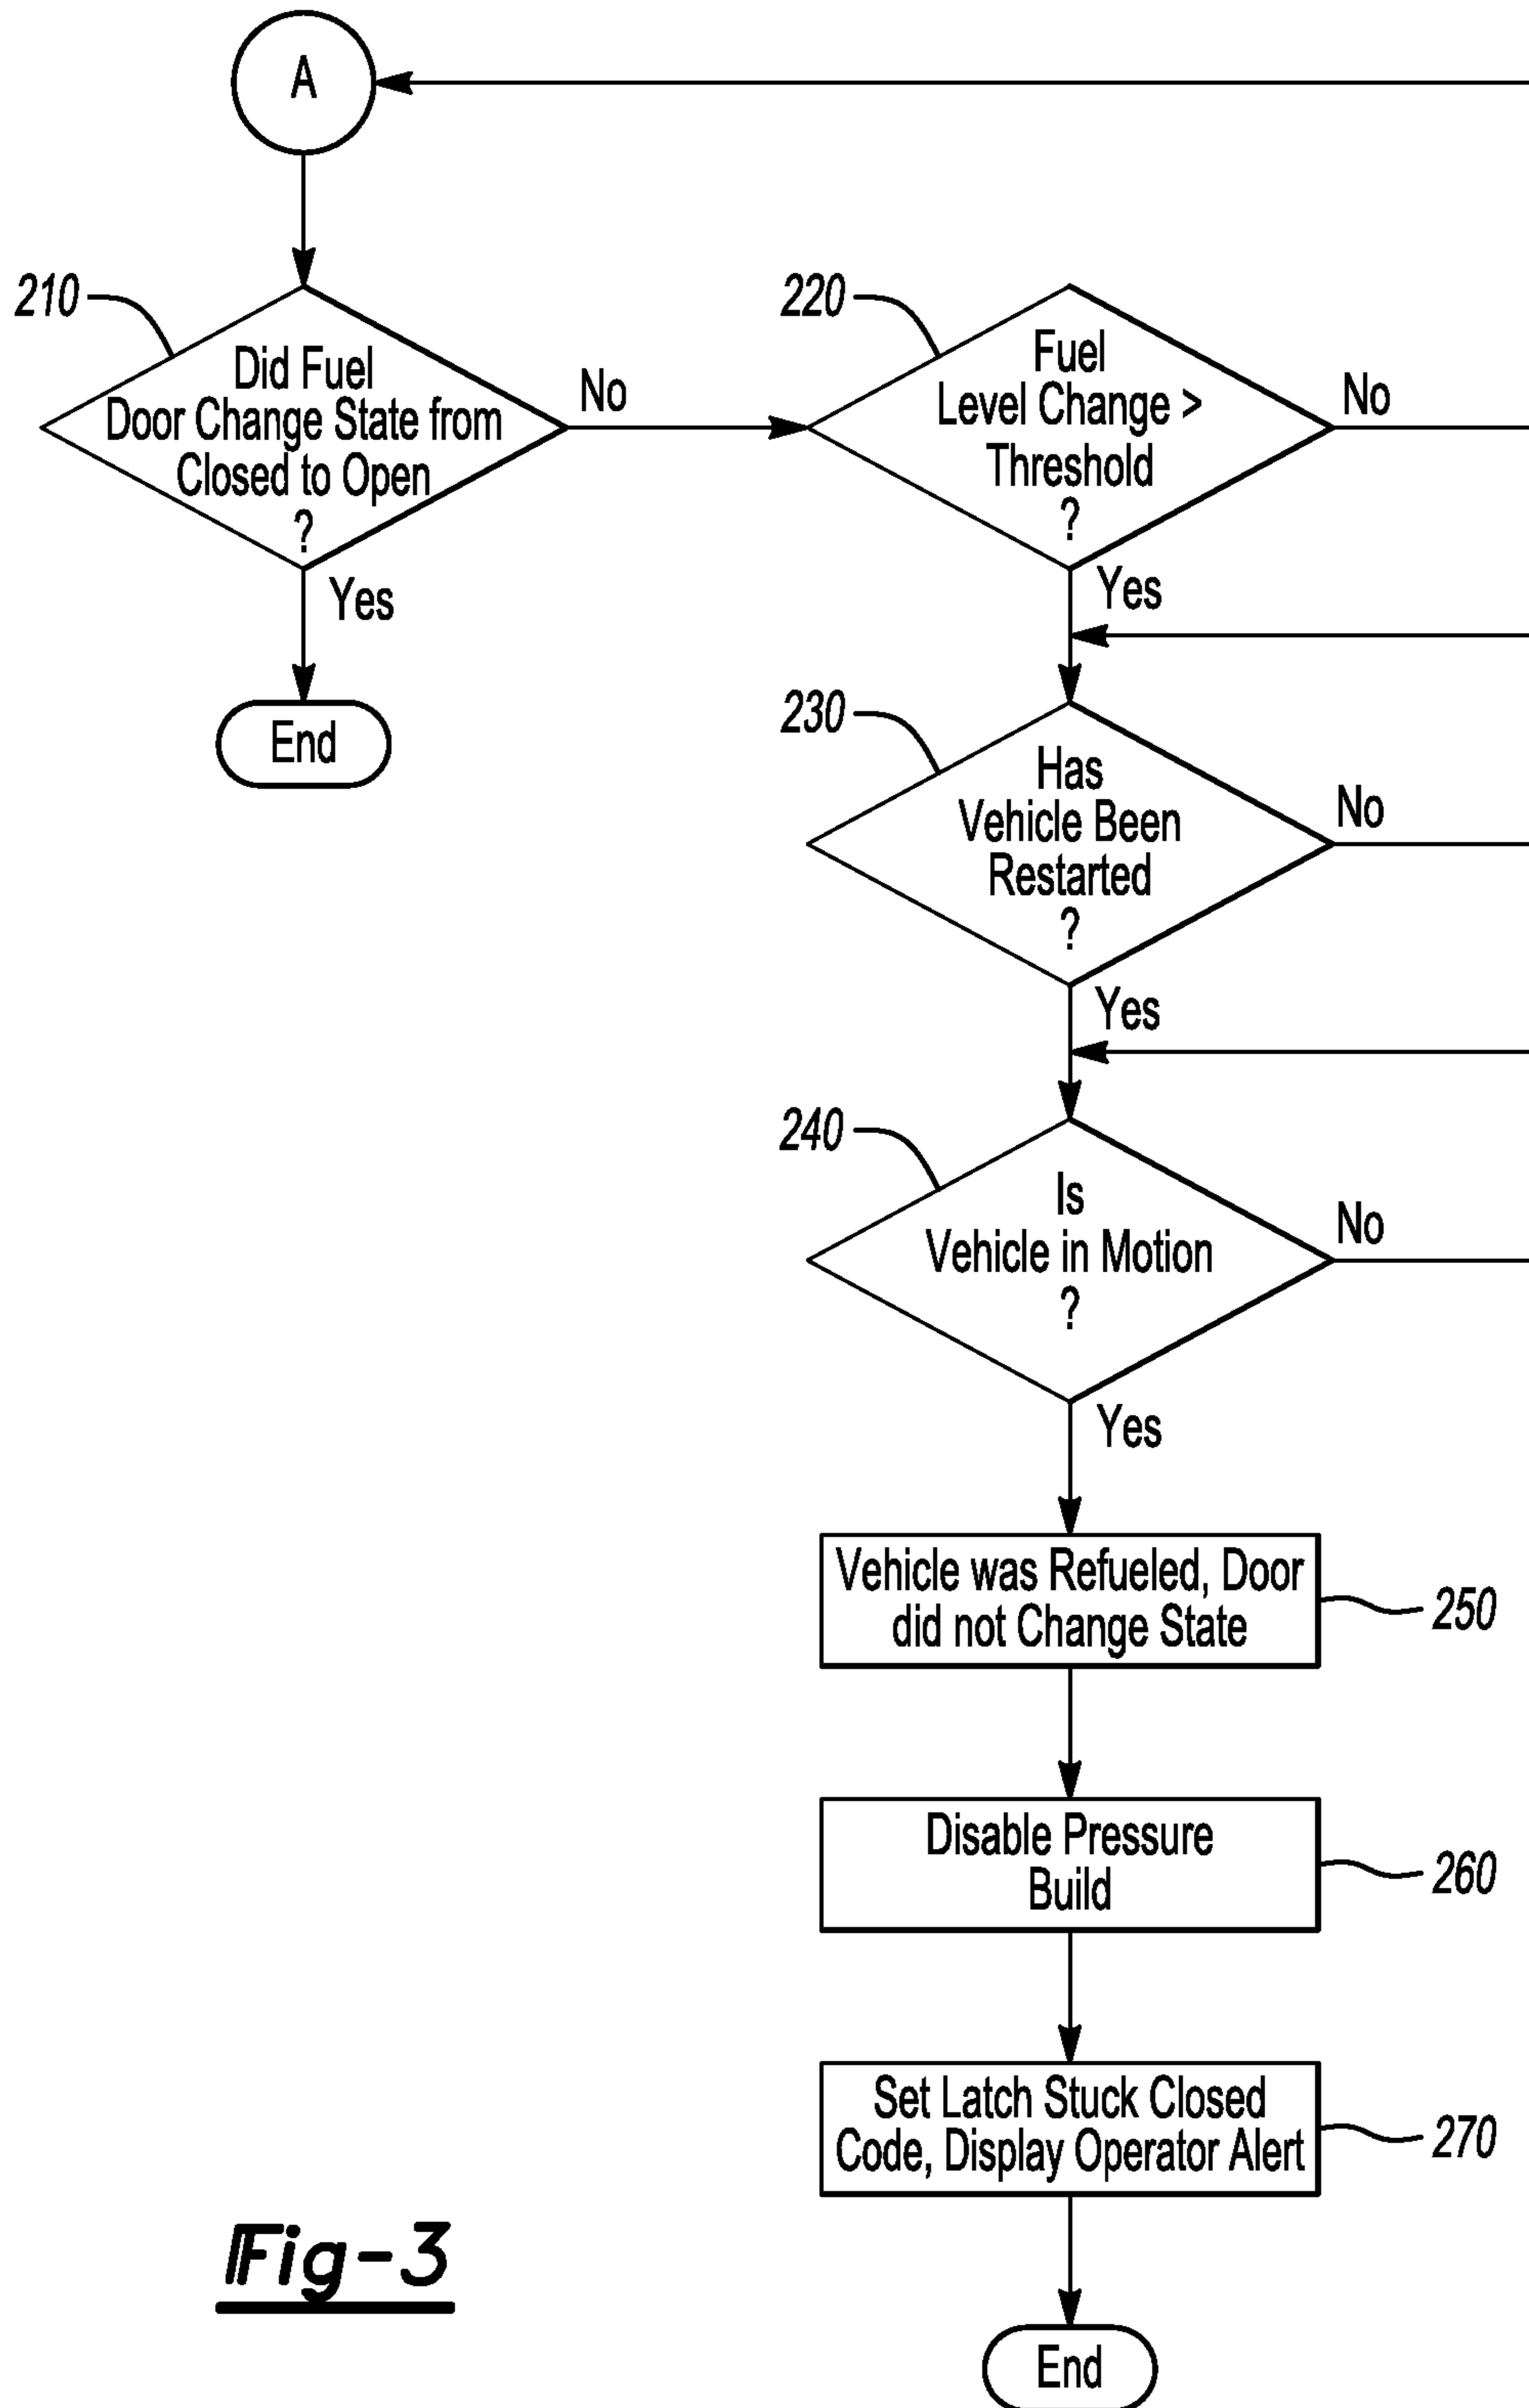 A
210
Did Fuel
Door Change State from
Closed to Open
?
No
Yes
End
220
Fuel
Level Change >
Threshold
?
No
Yes
230
Has
Vehicle Been
Restarted
?
No
Yes
240
Is
Vehicle in Motion
?
No
Yes
Vehicle was Refueled, Door
did not Change State
250
Disable Pressure
Build
260
Set Latch Stuck Closed
Code, Display Operator Alert
270
End
Fig-3